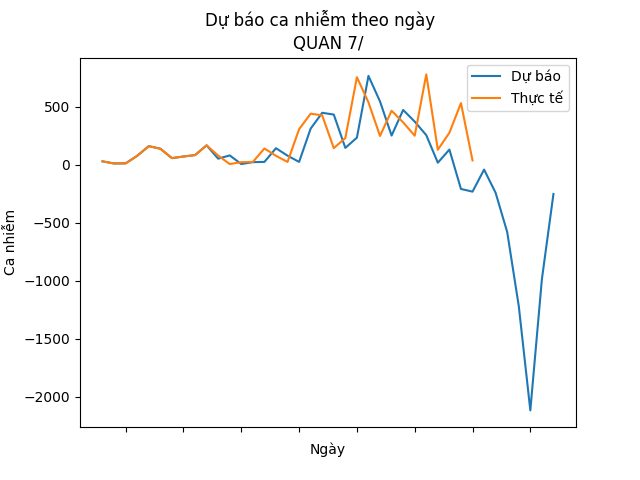 Dự báo ca nhiễm theo ngày
QUAN 7/
Dự báo
Thực tế
500
0
−500
−1000
−1500
−2000
Ca nhiễm
Ngày